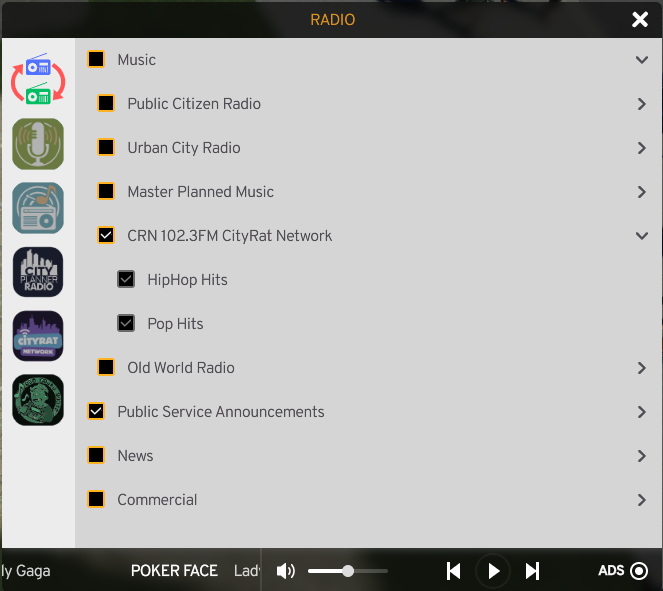 RADIO
Music
Public Citizen Radio
Urban City Radio
Master Planned Music
CRN 102.3FM CityRat Network
HipHop Hits
Pop Hits
Old World Radio
Public Service Announcements
News
Commercial
CITY
PLANNER
RADIO
CITYRAT
NETWORK
ly Gaga POKER FACE Lady
ADS